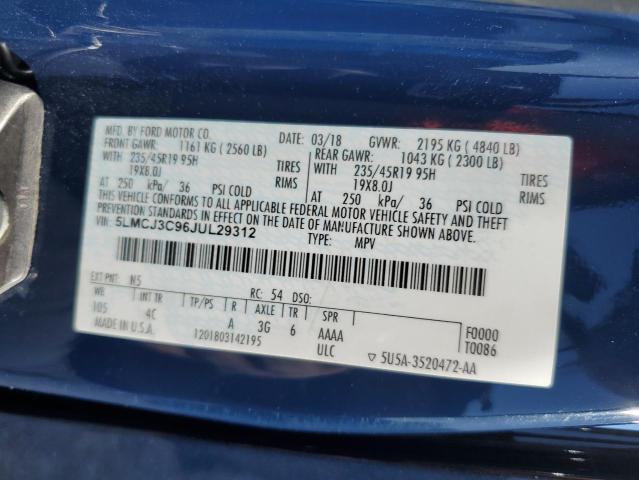 MFD. BY FORD MOTOR CO.
DATE: 03/18 GVWR: 2195 KG ( 4840 LB)
FRONT GAWR: 1161 KG ( 2560 LB) REAR GAWR: 1043 KG ( 2300 LB)
WITH 235/45R19 95H TIRES WITH 235/45R19 95H TIRES
19X8.0J RIMS 19X8.0J RIMS
AT 250 kPa/ 36 PSI COLD AT 250 kPa/ 36 PSI COLD
THIS VEHICLE CONFORMS TO ALL APPLICABLE FEDERAL MOTOR VEHICLE SAFETY AND THEFT
PREVENTION STANDARDS IN EFFECT ON THE DATE OF MANUFACTURE SHOWN ABOVE.
VIN: 5LMCJ3C96JUL29312
TYPE: MPV
EXT PNT: N5 RC: 54 DSO:
WB INT TR TP/PS R AXLE TR SPR
105 4C A 3G 6 AAAA F0000
MADE IN U.S.A. 1201803142195 ULC T0086
▽ 5U5A-3520472-AA